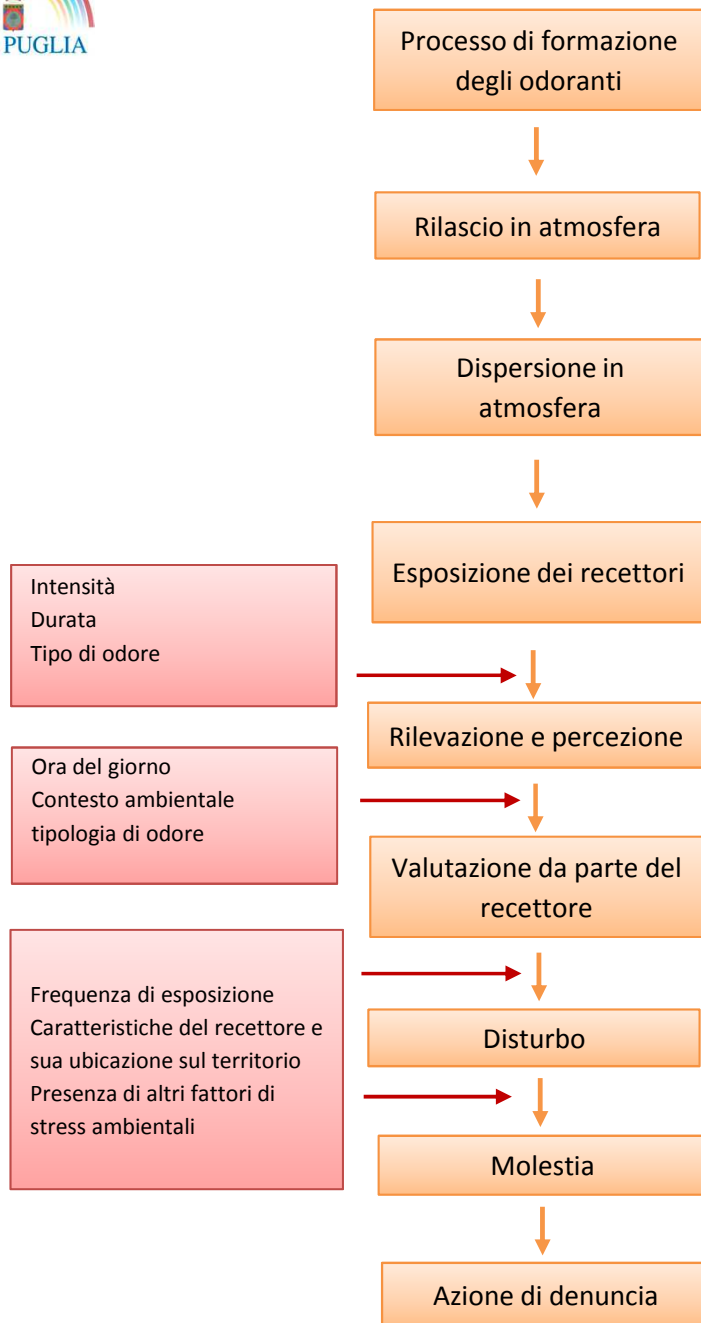 PUGLIA
Processo di formazione
degli odoranti
Rilascio in atmosfera
Dispersione in
atmosfera
Esposizione dei recettori
Intensità
Durata
Tipo di odore
Rilevazione e percezione
Ora del giorno
Contesto ambientale
tipologia di odore
Valutazione da parte del
recettore
Frequenza di esposizione
Caratteristiche del recettore e
sua ubicazione sul territorio
Presenza di altri fattori di
stress ambientali
Disturbo
Molestia
Azione di denuncia